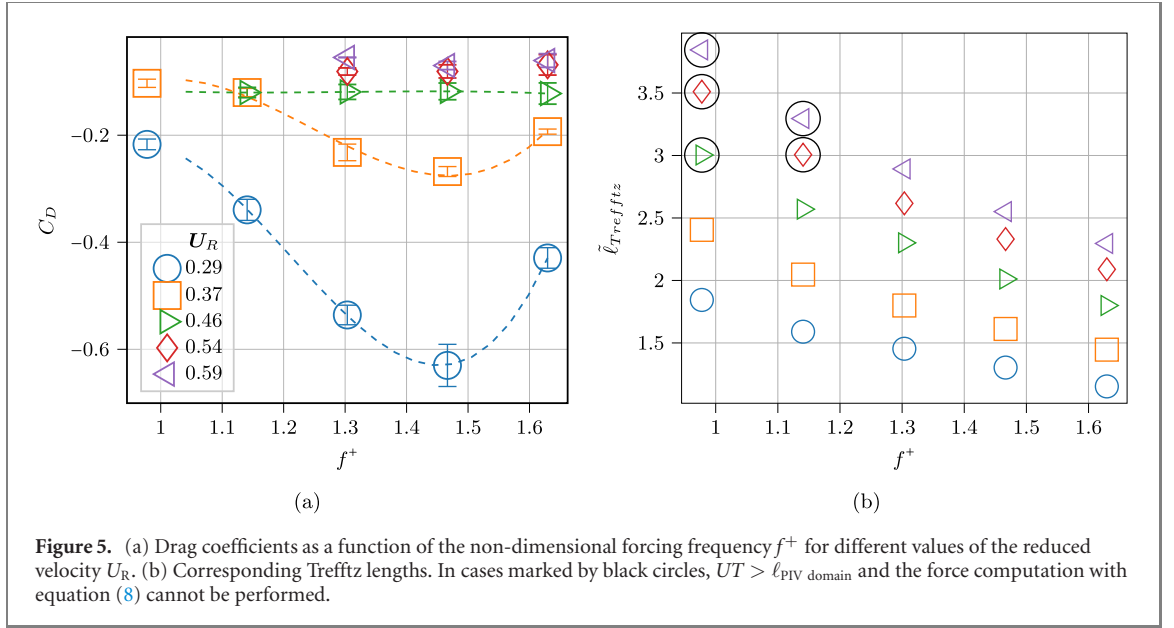 −0.2
−0.4
−0.6
C_D
U_R
0.29
0.37
0.46
0.54
0.59
1 1.1 1.2 1.3 1.4 1.5 1.6
f⁺
(a)
3.5
3
2.5
2
1.5
ℓ̃_Trefftz
1 1.1 1.2 1.3 1.4 1.5 1.6
f⁺
(b)
Figure 5. (a) Drag coefficients as a function of the non-dimensional forcing frequency f⁺ for different values of the reduced
velocity U_R. (b) Corresponding Trefftz lengths. In cases marked by black circles, UT > ℓ_PIV domain and the force computation with
equation (8) cannot be performed.